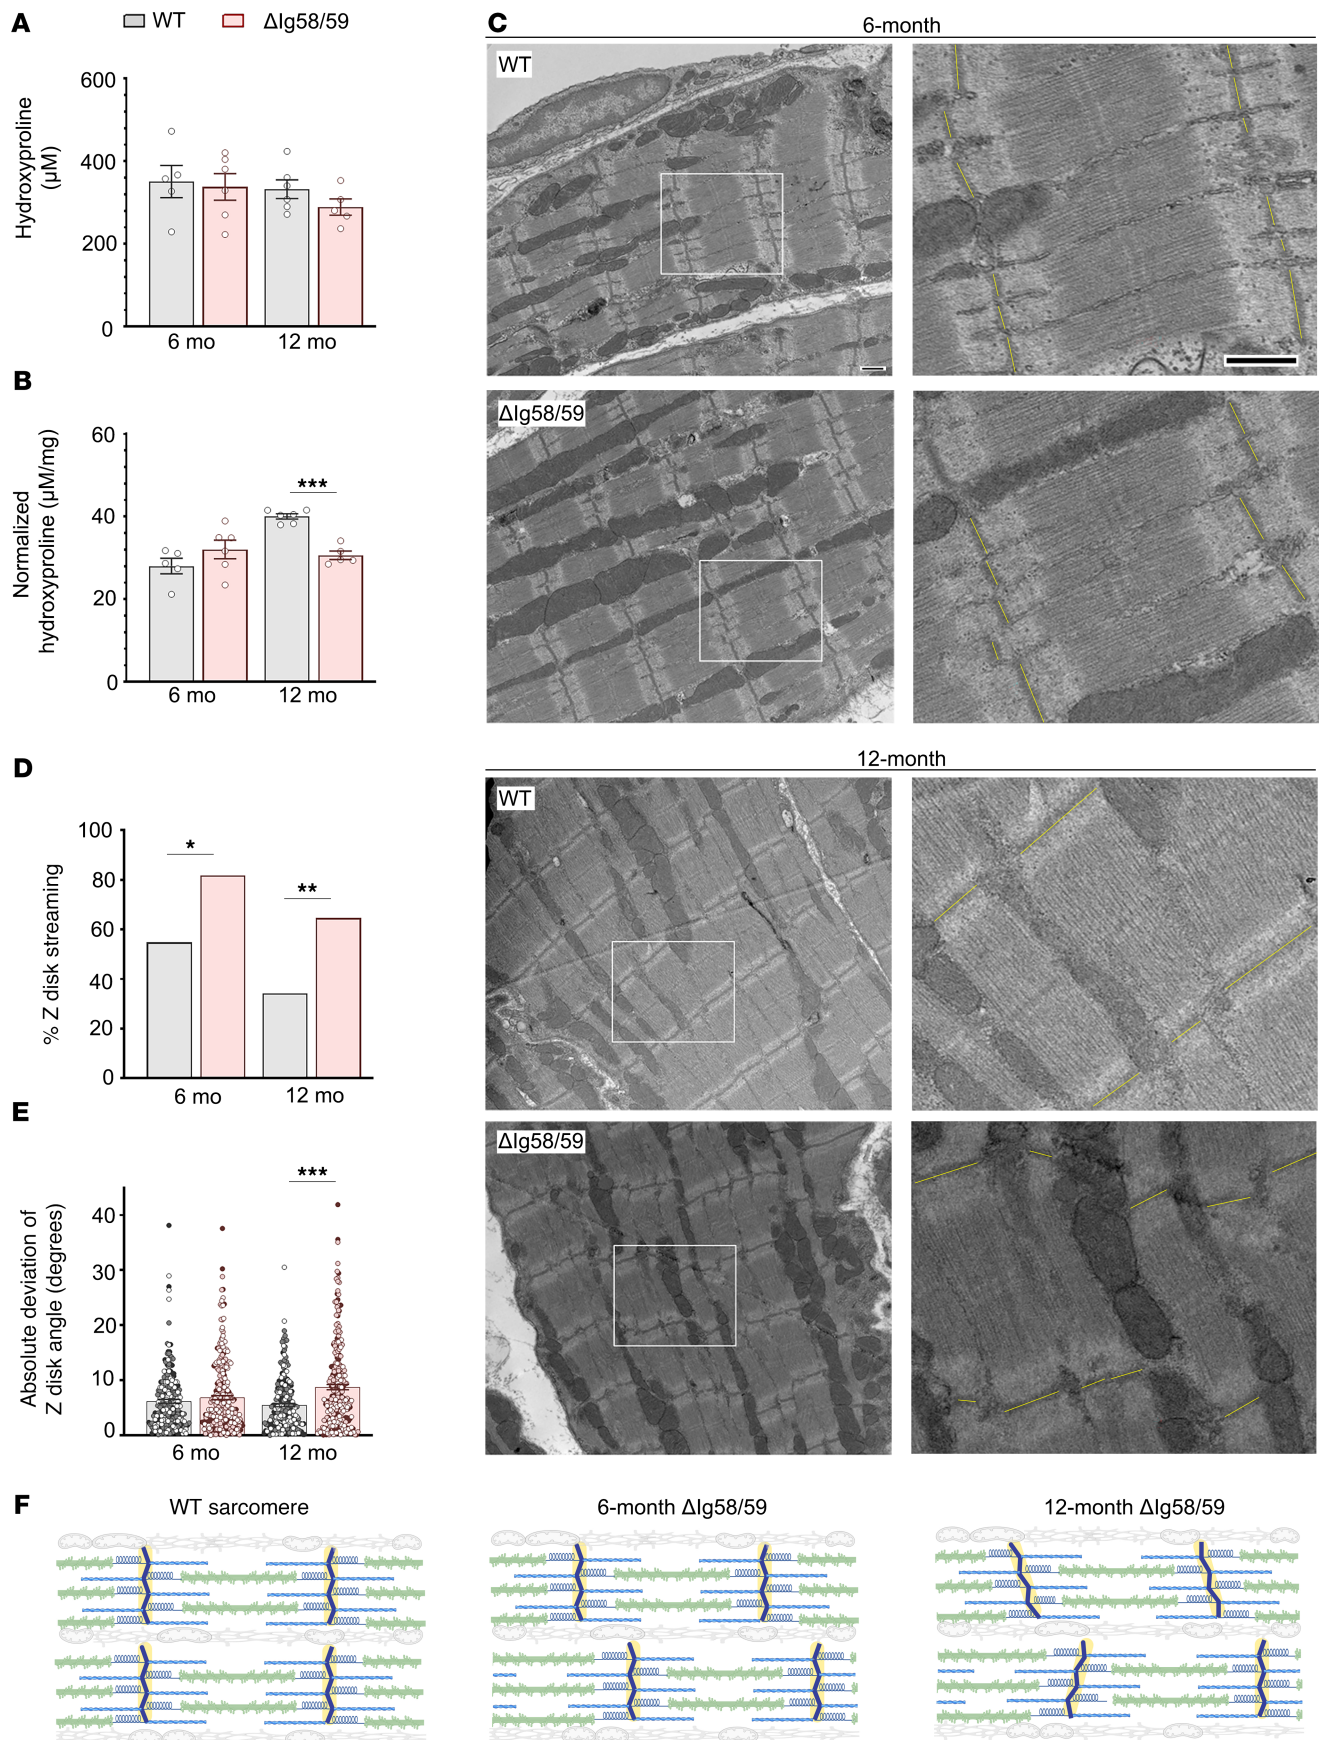 A
WT
ΔIg58/59
Hydroxyproline
(μM)
600
400
200
0
6 mo
12 mo
B
Normalized
hydroxyproline (μM/mg)
60
40
20
0
***
6 mo
12 mo
C
6-month
WT
ΔIg58/59
12-month
WT
ΔIg58/59
D
% Z disk streaming
100
80
60
40
20
0
*
**
6 mo
12 mo
E
Absolute deviation of
Z disk angle (degrees)
40
30
20
10
0
***
6 mo
12 mo
F
WT sarcomere
6-month ΔIg58/59
12-month ΔIg58/59